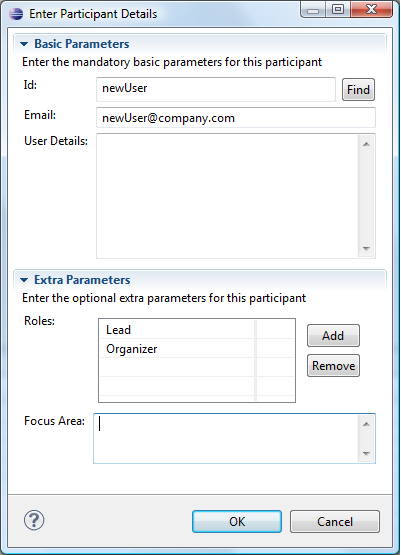 Enter Participant Details
Basic Parameters
Enter the mandatory basic parameters for this participant
Id:
newUser
Find
Email:
newUser@company.com
User Details:
Extra Parameters
Enter the optional extra parameters for this participant
Roles:
Lead
Organizer
Add
Remove
Focus Area:
?
OK
Cancel